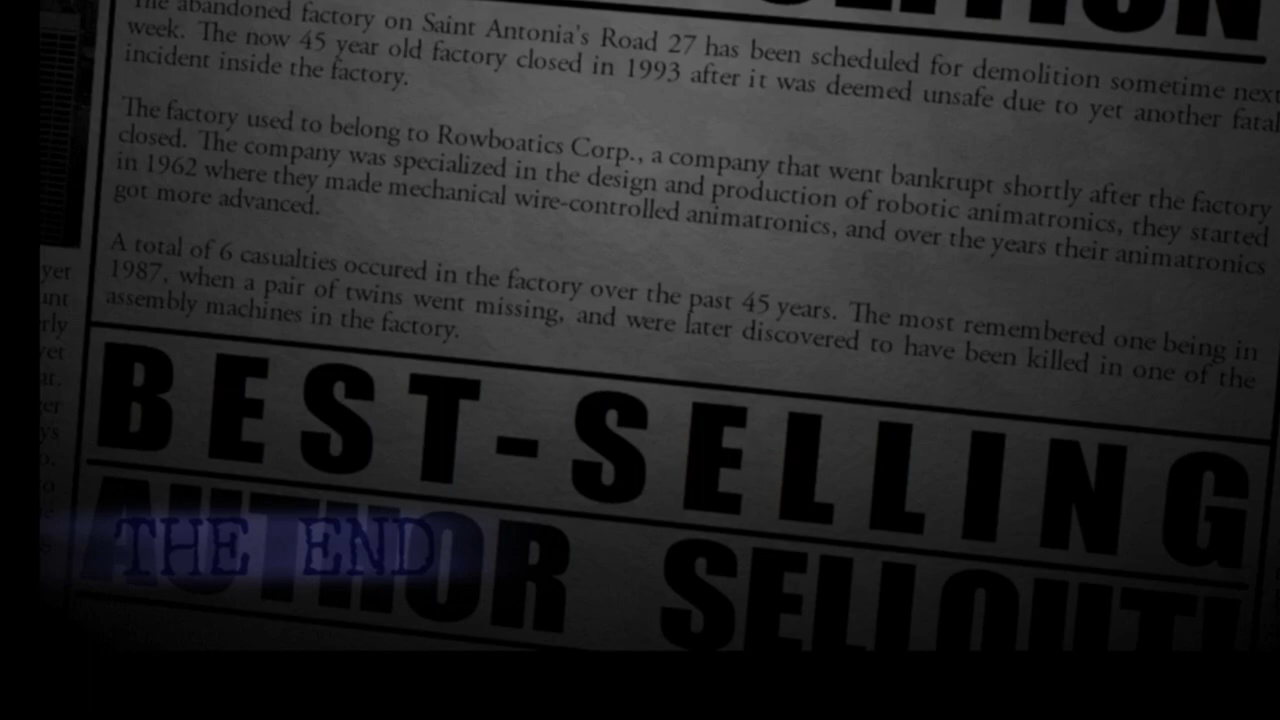 The abandoned factory on Saint Antonia's Road 27 has been scheduled for demolition sometime next
week. The now 45 year old factory closed in 1993 after it was deemed unsafe due to yet another fatal
incident inside the factory.
The factory used to belong to Rowboatics Corp., a company that went bankrupt shortly after the factory
closed. The company was specialized in the design and production of robotic animatronics, they started
in 1962 where they made mechanical wire-controlled animatronics, and over the years their animatronics
got more advanced.
A total of 6 casualties occured in the factory over the past 45 years. The most remembered one being in
1987, when a pair of twins went missing, and were later discovered to have been killed in one of the
assembly machines in the factory.
yet
rly
BEST-SELLING
AUTHOR SELLOUT!
THE END